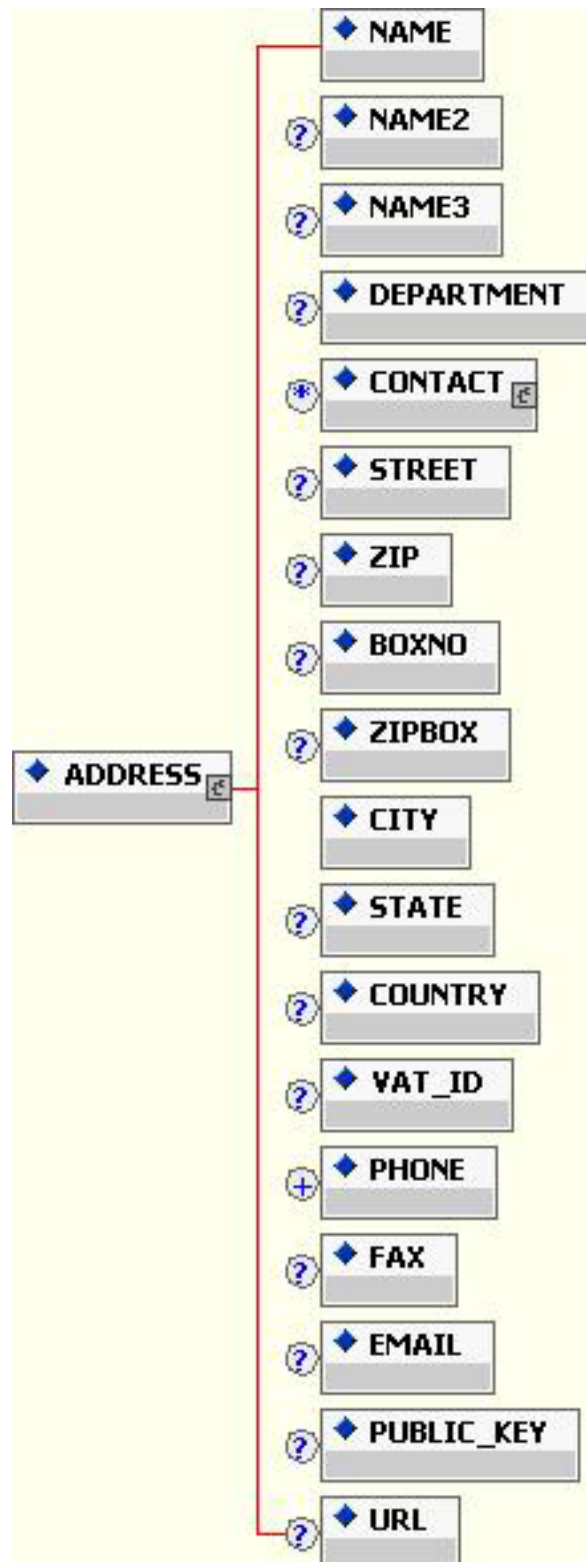 NAME
? NAME2
? NAME3
? DEPARTMENT
* CONTACT
? STREET
? ZIP
? BOXNO
? ZIPBOX
ADDRESS
CITY
? STATE
? COUNTRY
? VAT_ID
+ PHONE
? FAX
? EMAIL
? PUBLIC_KEY
? URL